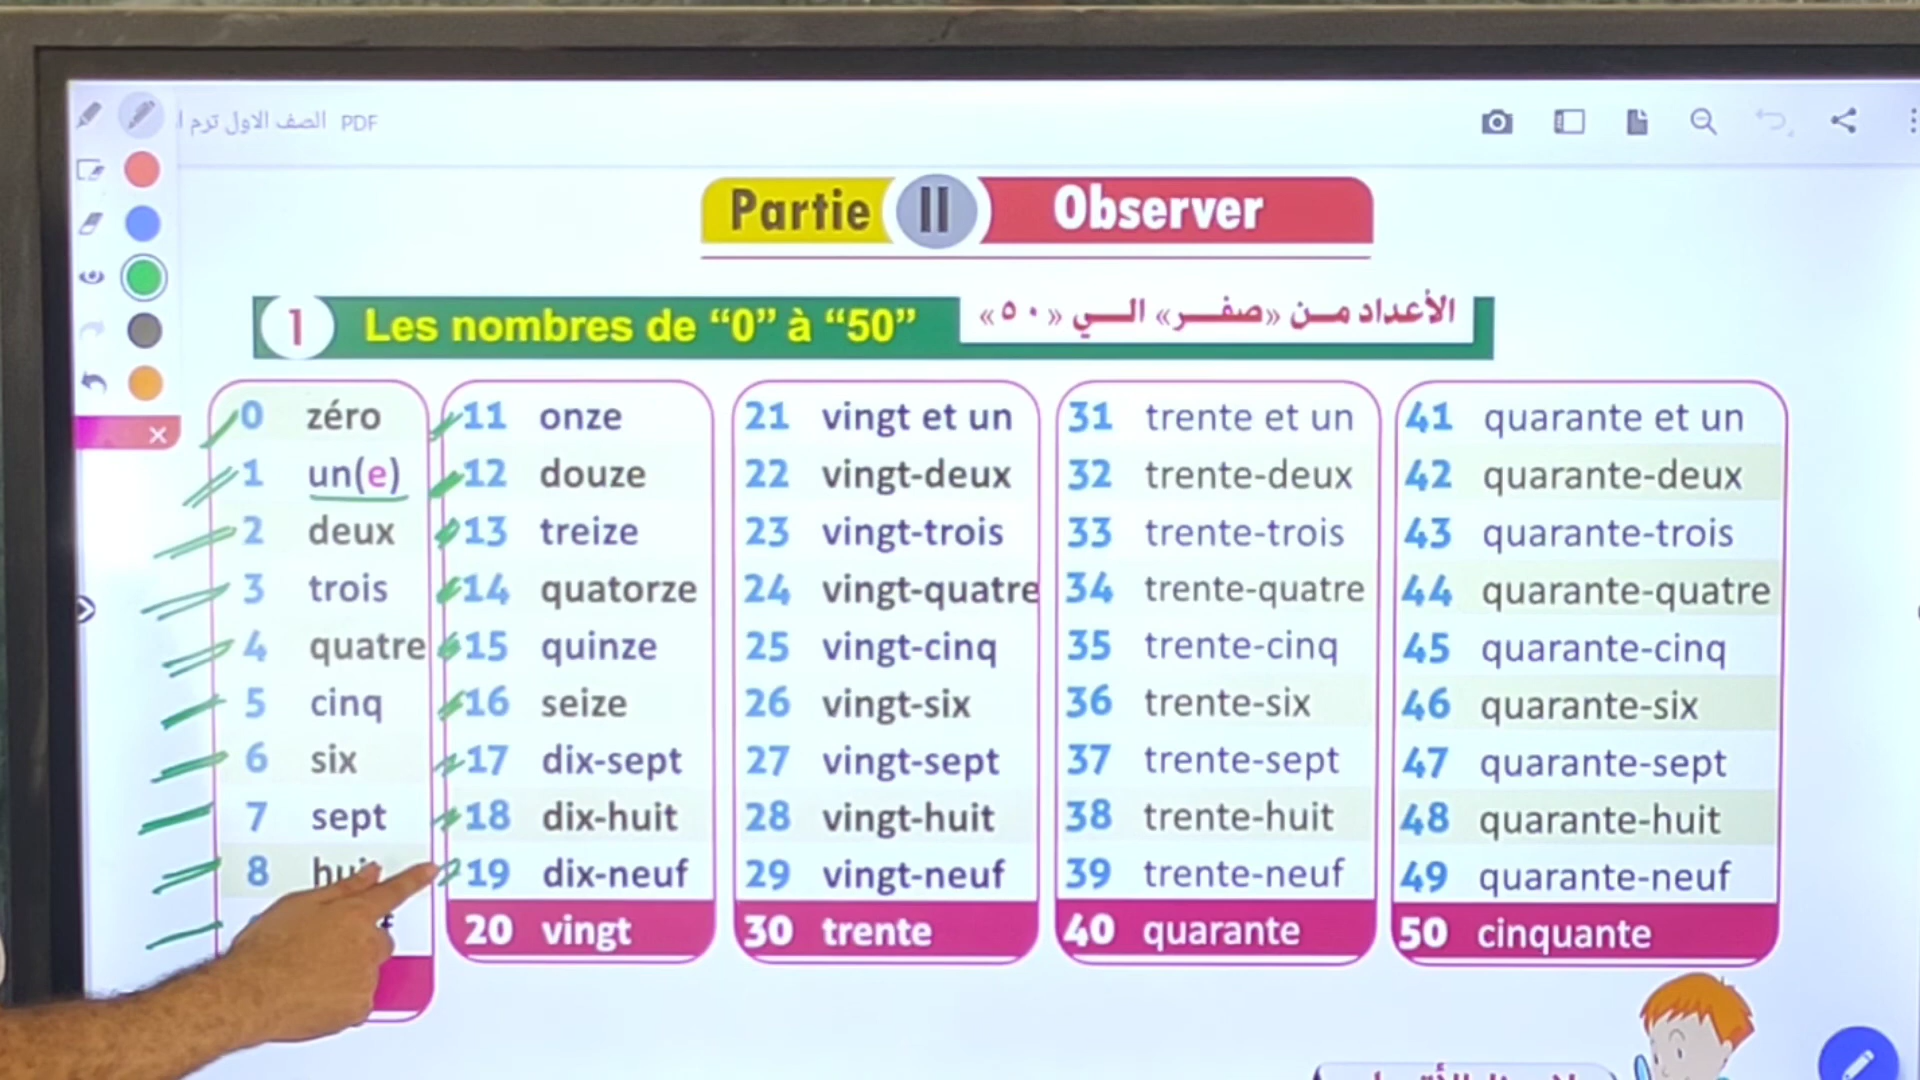 الصف الاول ترم ا PDF
Partie II Observer
1 Les nombres de “0” à “50”
الأعداد من «صفر» الي «٥٠»
0 zéro
1 un(e)
2 deux
3 trois
4 quatre
5 cinq
6 six
7 sept
8
11 onze
12 douze
13 treize
14 quatorze
15 quinze
16 seize
17 dix-sept
18 dix-huit
19 dix-neuf
20 vingt
21 vingt et un
22 vingt-deux
23 vingt-trois
24 vingt-quatre
25 vingt-cinq
26 vingt-six
27 vingt-sept
28 vingt-huit
29 vingt-neuf
30 trente
31 trente et un
32 trente-deux
33 trente-trois
34 trente-quatre
35 trente-cinq
36 trente-six
37 trente-sept
38 trente-huit
39 trente-neuf
40 quarante
41 quarante et un
42 quarante-deux
43 quarante-trois
44 quarante-quatre
45 quarante-cinq
46 quarante-six
47 quarante-sept
48 quarante-huit
49 quarante-neuf
50 cinquante